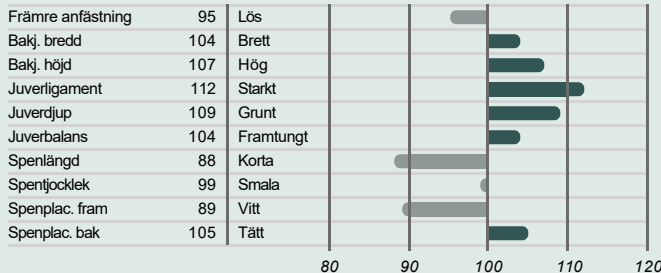 Främre anfästning 95 Lös
Bakj. bredd 104 Brett
Bakj. höjd 107 Hög
Juverligament 112 Starkt
Juverdjup 109 Grunt
Juverbalans 104 Framtungt
Spenlängd 88 Korta
Spentjocklek 99 Smala
Spenplac. fram 89 Vitt
Spenplac. bak 105 Tätt
80 90 100 110 120